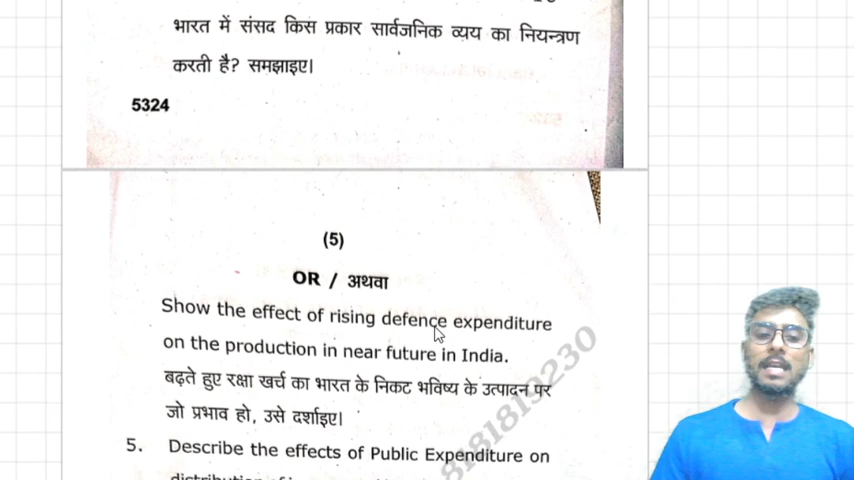 भारत में संसद किस प्रकार सार्वजनिक व्यय का नियन्त्रण
करती है? समझाइए।
5324
(5)
OR / अथवा
Show the effect of rising defence expenditure
on the production in near future in India.
बढ़ते हुए रक्षा खर्च का भारत के निकट भविष्य के उत्पादन पर
जो प्रभाव हो, उसे दर्शाइए।
8181819230
5. Describe the effects of Public Expenditure on